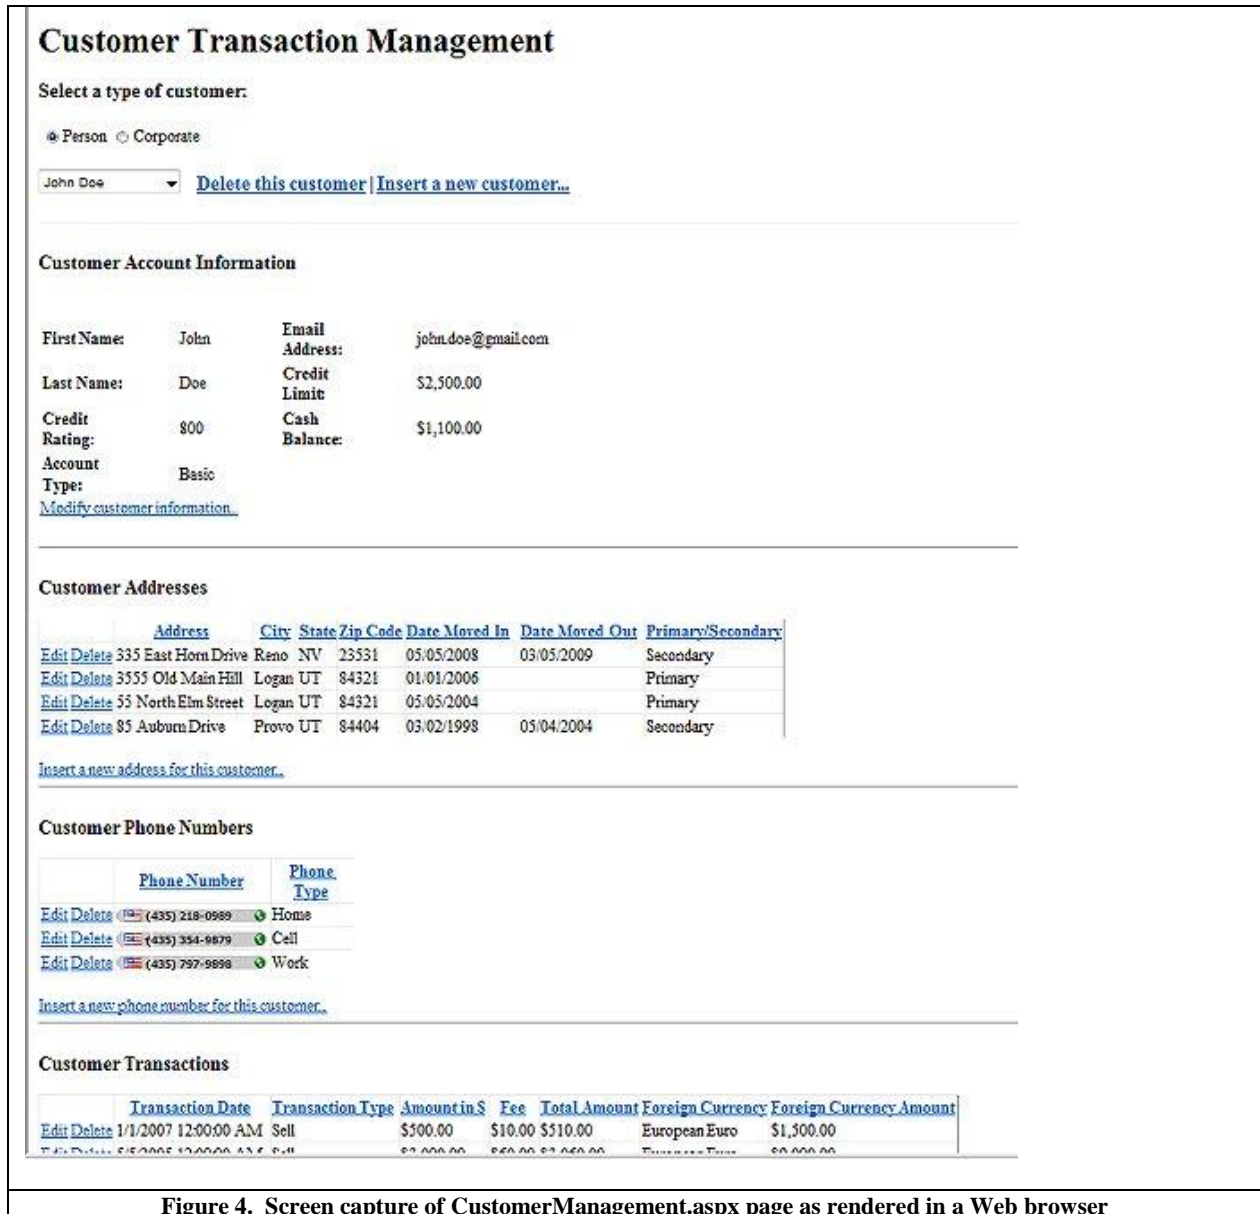 Customer Transaction Management
Select a type of customer:
Person Corporate
John Doe Delete this customer | Insert a new customer...
Customer Account Information
First Name: John Email Address: john.doe@gmail.com
Last Name: Doe Credit Limit: $2,500.00
Credit Rating: 800 Cash Balance: $1,100.00
Account Type: Basic
Modify customer information..
Customer Addresses
Address City State Zip Code Date Moved In Date Moved Out Primary/Secondary
Edit Delete 335 East Horn Drive Reno NV 23531 05/05/2008 03/05/2009 Secondary
Edit Delete 3555 Old Main Hill Logan UT 84321 01/01/2006 Primary
Edit Delete 55 North Elm Street Logan UT 84321 05/05/2004 Primary
Edit Delete 85 Auburn Drive Provo UT 84404 03/02/1998 05/04/2004 Secondary
Insert a new address for this customer..
Customer Phone Numbers
Phone Number Phone Type
Edit Delete (435) 218-0989 Home
Edit Delete (435) 354-9879 Cell
Edit Delete (435) 797-9898 Work
Insert a new phone number for this customer..
Customer Transactions
Transaction Date Transaction Type Amount in $ Fee Total Amount Foreign Currency Foreign Currency Amount
Edit Delete 1/1/2007 12:00:00 AM Sell $500.00 $10.00 $510.00 European Euro $1,500.00
Figure 4. Screen capture of CustomerManagement.aspx page as rendered in a Web browser